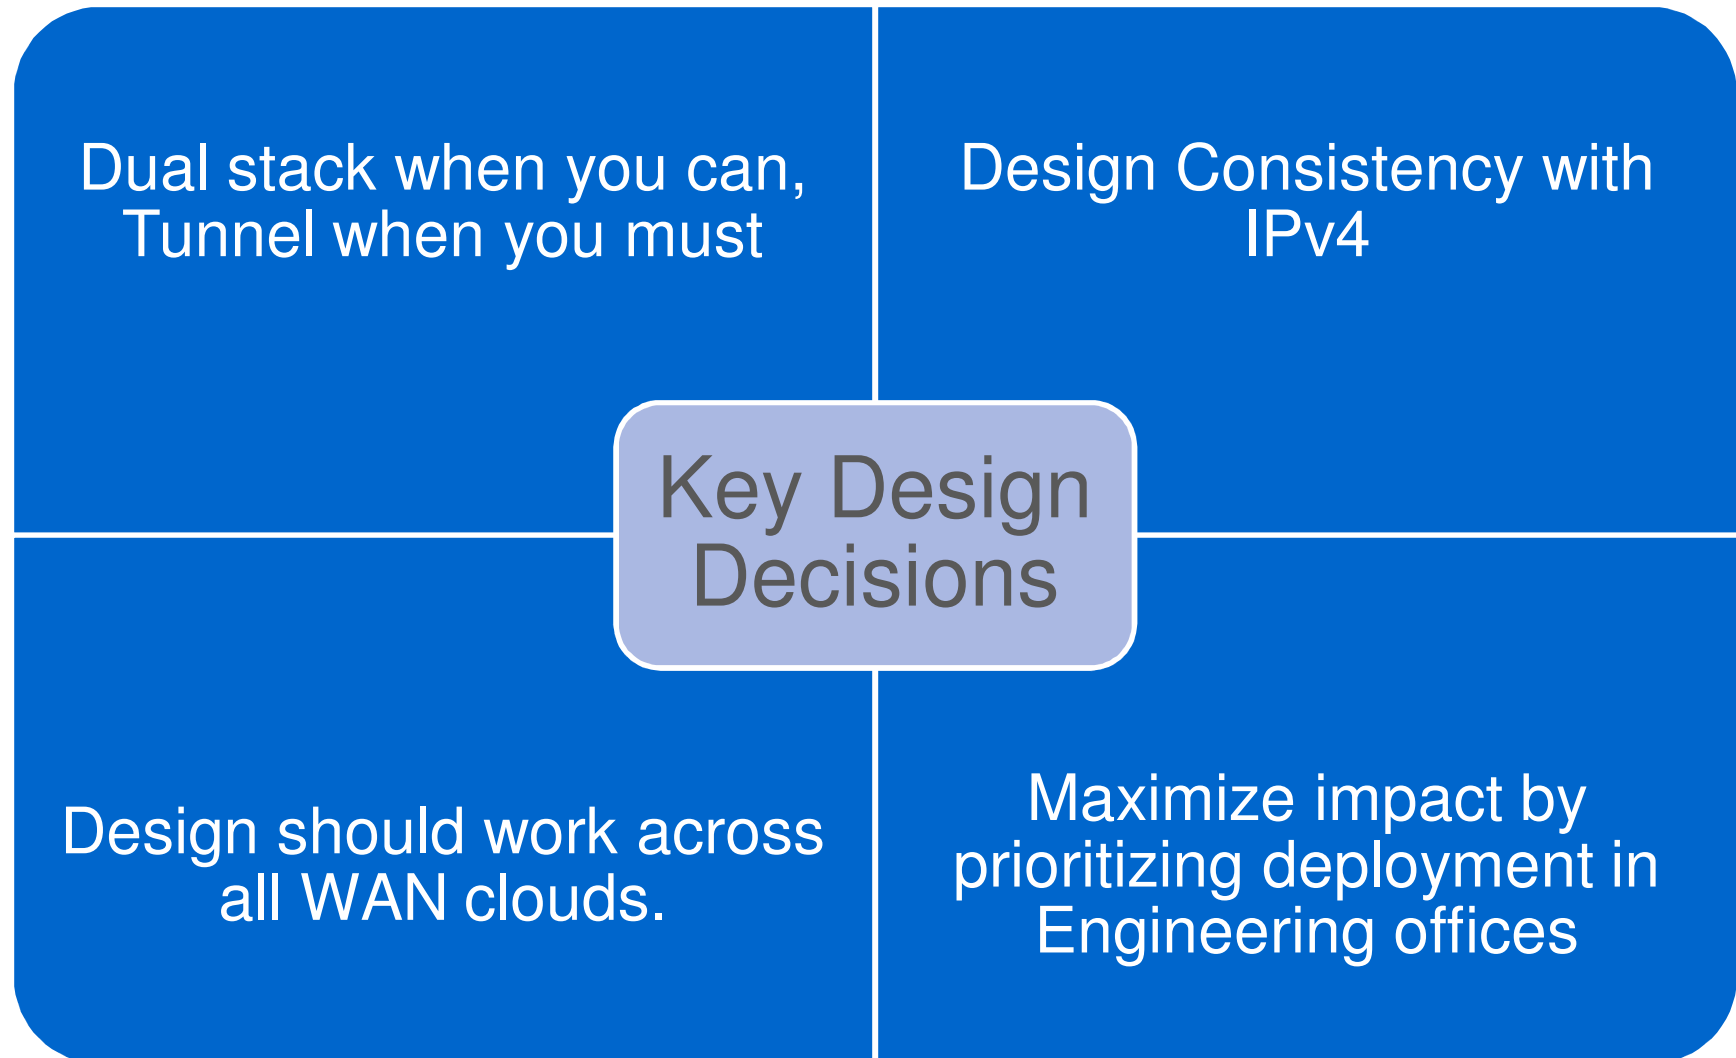 Dual stack when you can,
Tunnel when you must
Design Consistency with
IPv4
Key Design
Decisions
Design should work across
all WAN clouds.
Maximize impact by
prioritizing deployment in
Engineering offices